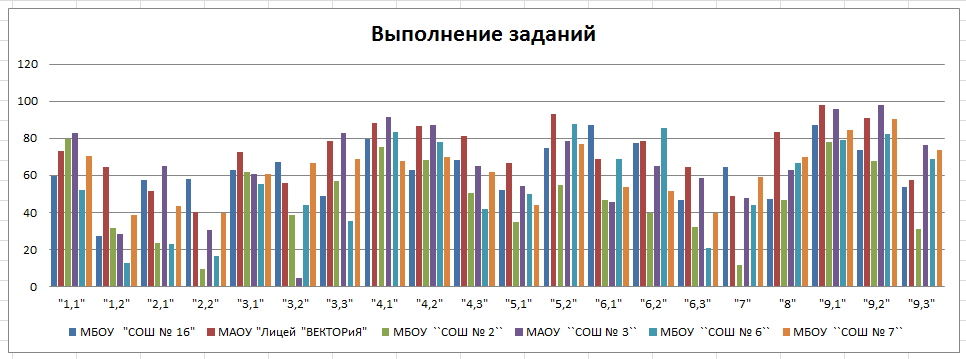 Выполнение заданий
120
100
80
60
40
20
0
"1,1" "1,2" "2,1" "2,2" "3,1" "3,2" "3,3" "4,1" "4,2" "4,3" "5,1" "5,2" "6,1" "6,2" "6,3" "7" "8" "9,1" "9,2" "9,3"
МБОУ "СОШ № 16" МАОУ "Лицей "ВЕКТОРиЯ" МБОУ ``СОШ № 2`` МАОУ ``СОШ № 3`` МБОУ ``СОШ № 6`` МБОУ ``СОШ № 7``